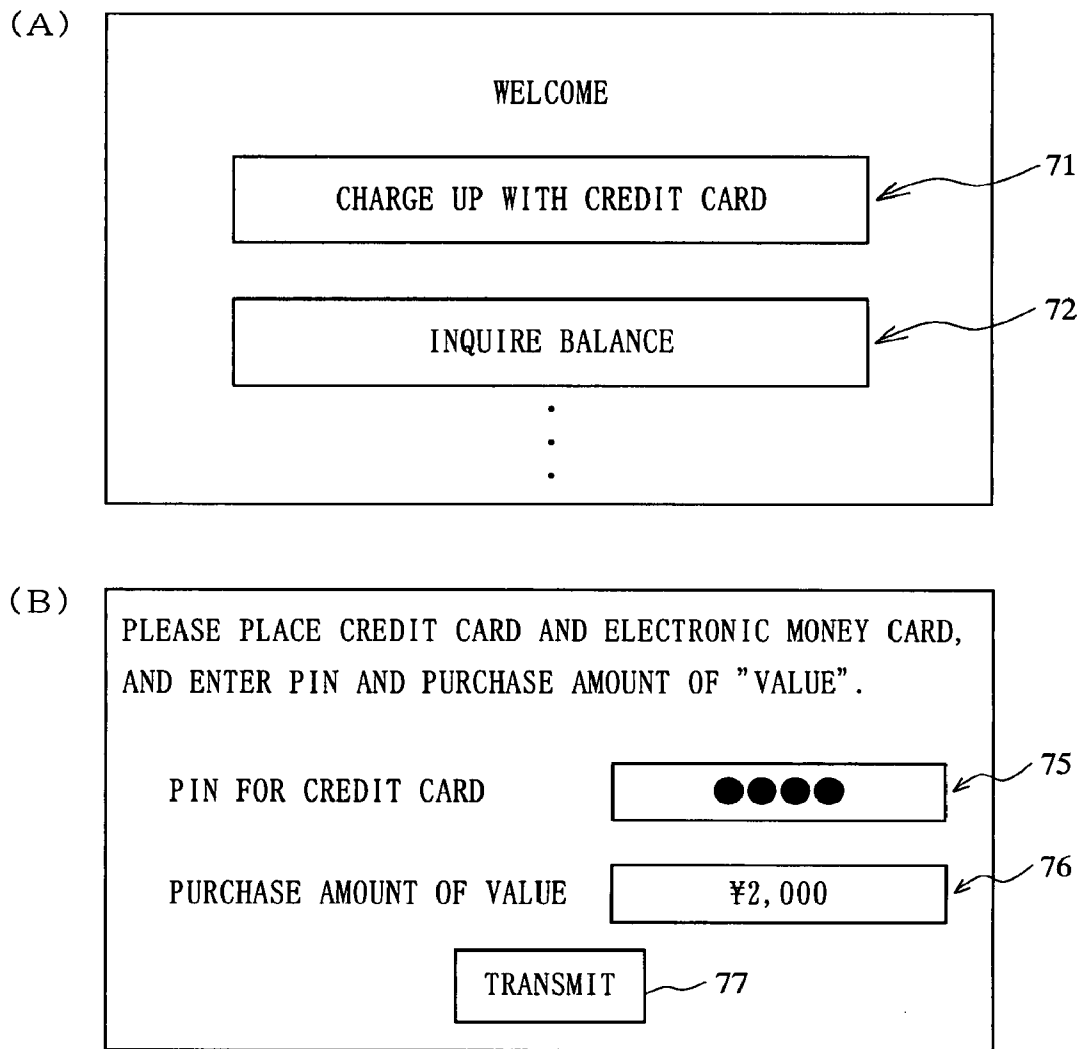 (A)
WELCOME
CHARGE UP WITH CREDIT CARD
71
INQUIRE BALANCE
72
(B)
PLEASE PLACE CREDIT CARD AND ELECTRONIC MONEY CARD,
AND ENTER PIN AND PURCHASE AMOUNT OF "VALUE".
PIN FOR CREDIT CARD ●●●● 75
PURCHASE AMOUNT OF VALUE ¥2,000 76
TRANSMIT 77